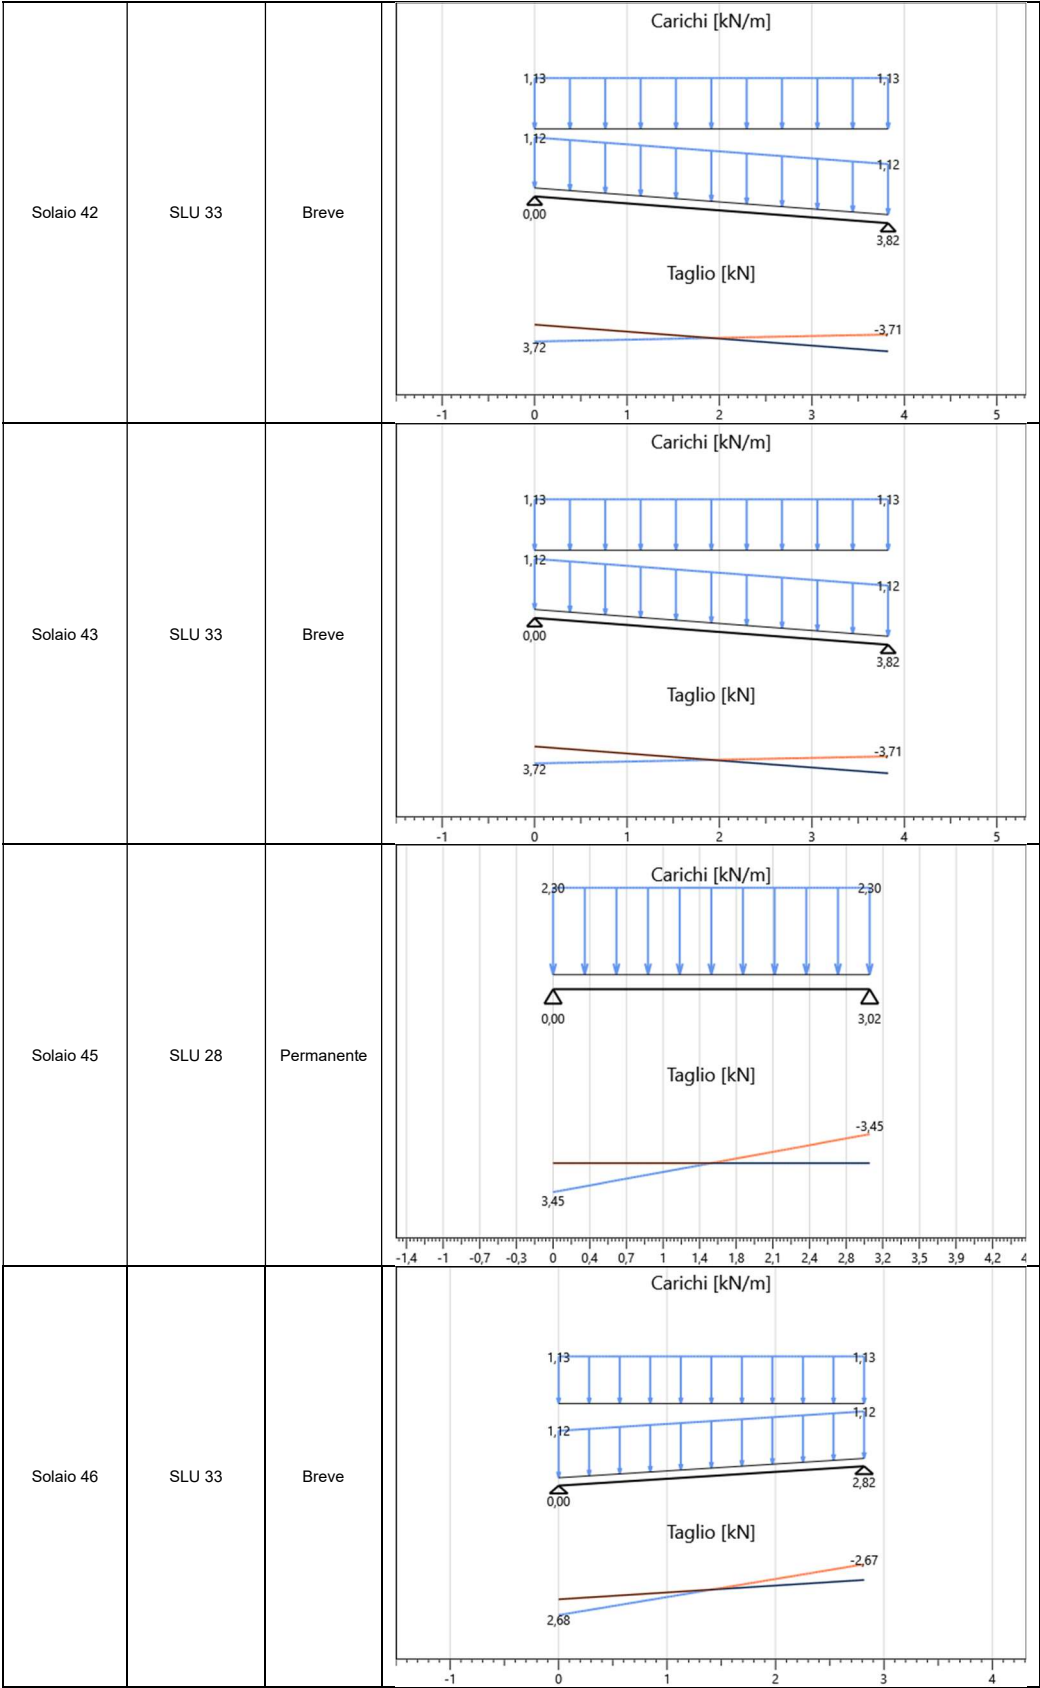 Carichi [kN/m]
1,13 1,13
1,12 1,12
0,00 3,82
Taglio [kN]
3,72 -3,71
-1 0 1 2 3 4 5
Solaio 42 SLU 33 Breve
Carichi [kN/m]
1,13 1,13
1,12 1,12
0,00 3,82
Taglio [kN]
3,72 -3,71
-1 0 1 2 3 4 5
Solaio 43 SLU 33 Breve
Carichi [kN/m]
2,30 2,30
0,00 3,02
Taglio [kN]
3,45 -3,45
-1,4 -1 -0,7 -0,3 0 0,4 0,7 1 1,4 1,8 2,1 2,4 2,8 3,2 3,5 3,9 4,2
Solaio 45 SLU 28 Permanente
Carichi [kN/m]
1,13 1,13
1,12 1,12
0,00 2,82
Taglio [kN]
2,68 -2,67
-1 0 1 2 3 4
Solaio 46 SLU 33 Breve